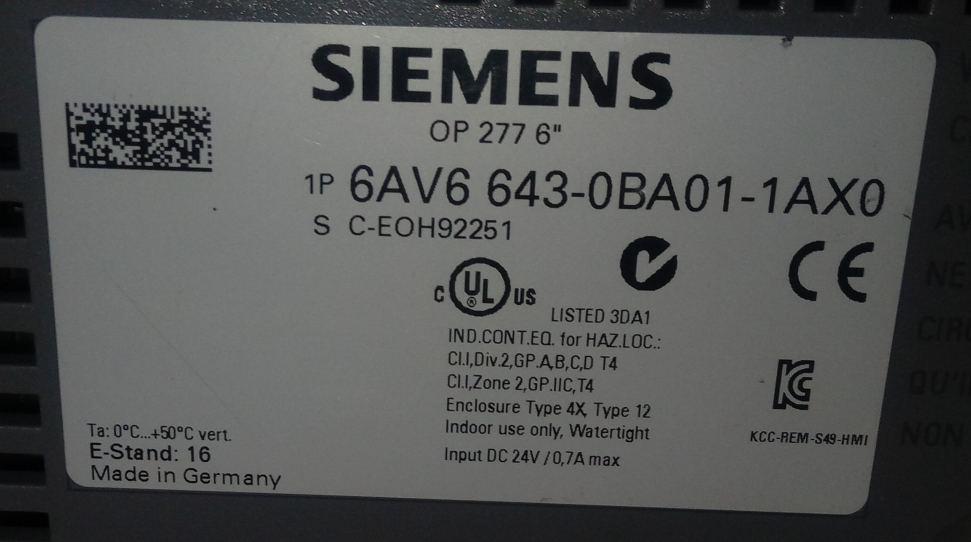 SIEMENS
OP 277 6"
1P 6AV6 643-0BA01-1AX0
S C-EOH92251
C UL ® US
LISTED 3DA1
CE
IND.CONT.EQ. for HAZ.LOC.:
Cl.I,Div.2,GP.A,B,C,D T4
Cl.I,Zone 2,GP.IIC,T4
Enclosure Type 4X, Type 12
Indoor use only, Watertight
Input DC 24V / 0,7A max
KCC-REM-S49-HMI
Ta: 0°C...+50°C vert.
E-Stand: 16
Made in Germany